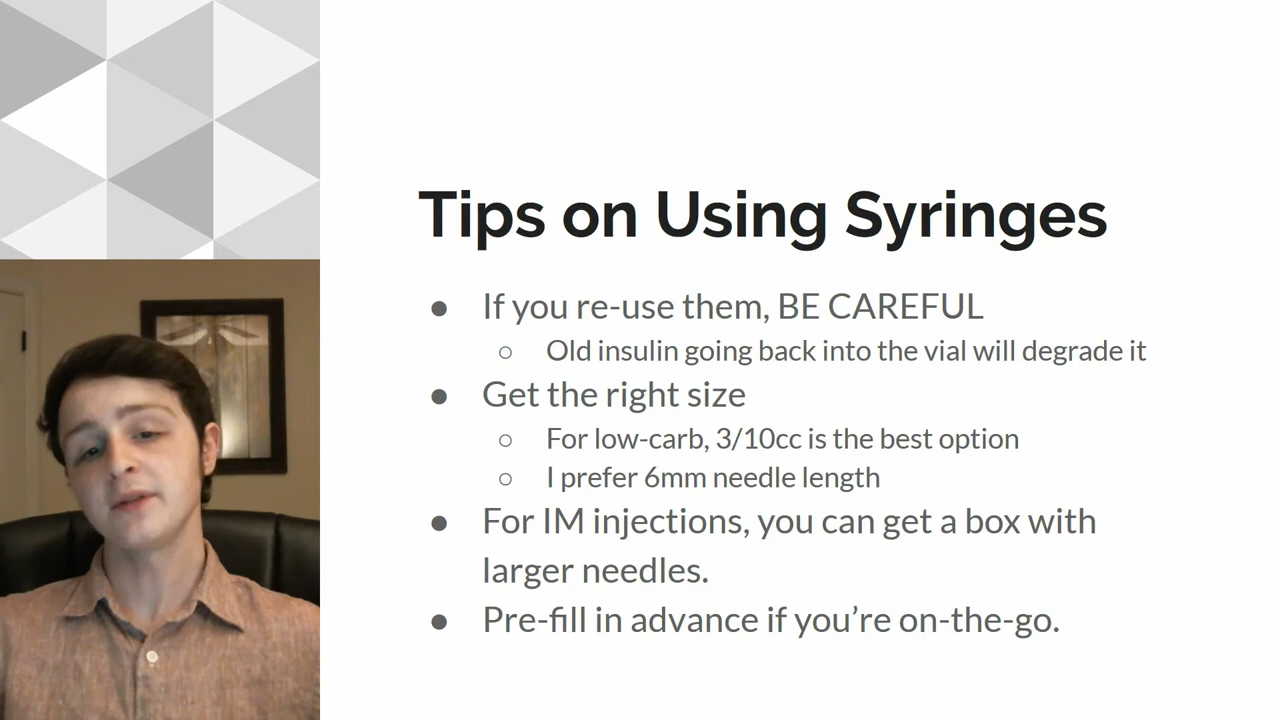 Tips on Using Syringes
● If you re-use them, BE CAREFUL
○ Old insulin going back into the vial will degrade it
● Get the right size
○ For low-carb, 3/10cc is the best option
○ I prefer 6mm needle length
● For IM injections, you can get a box with
larger needles.
● Pre-fill in advance if you’re on-the-go.